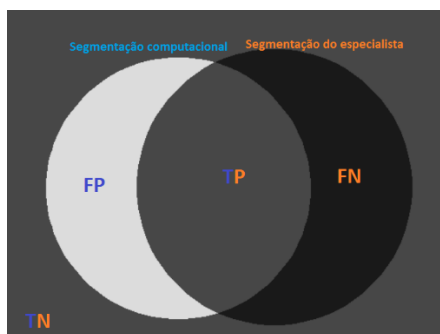 Segmentação computacional
Segmentação do especialista
FP
TP
FN
TN